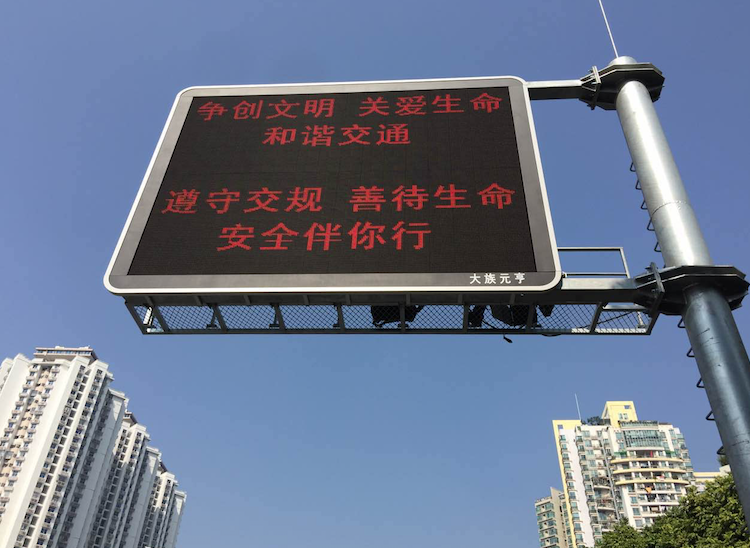 争创文明 关爱生命
和谐交通
遵守交规 善待生命
安全伴你行
大族元亨